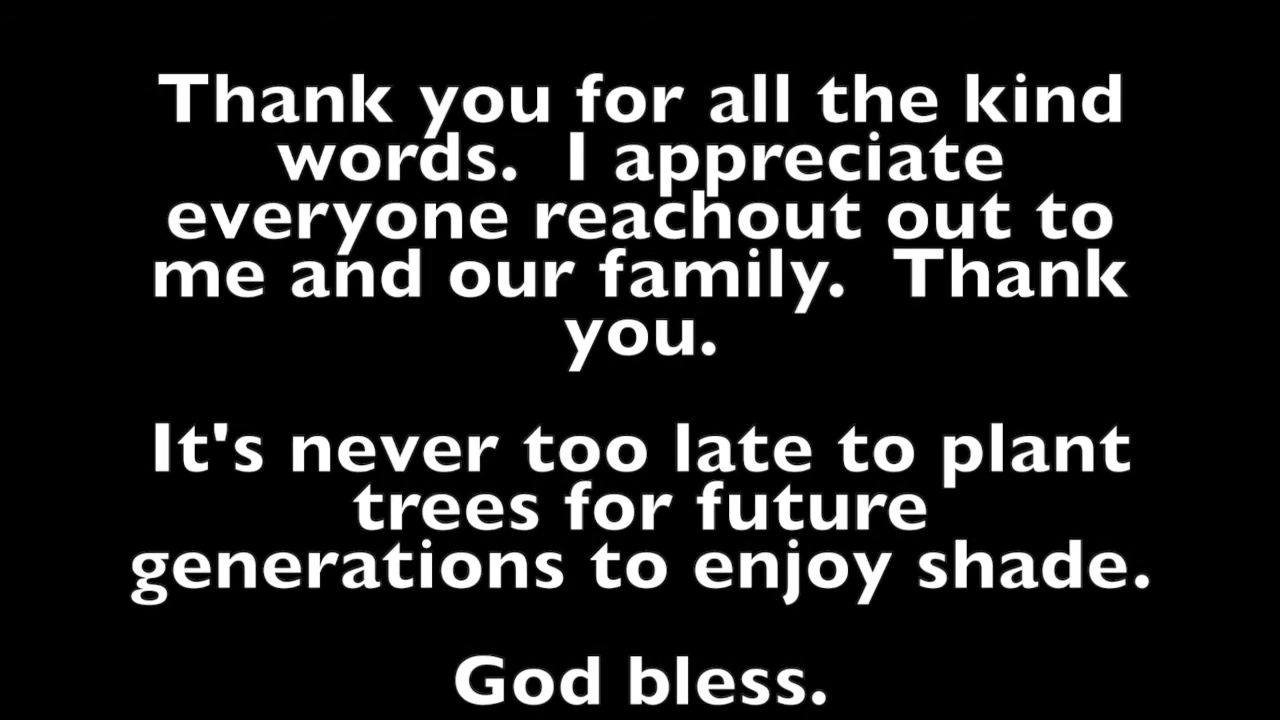 Thank you for all the kind
words.  I appreciate
everyone reachout out to
me and our family.  Thank
you.
It's never too late to plant
trees for future
generations to enjoy shade.
God bless.